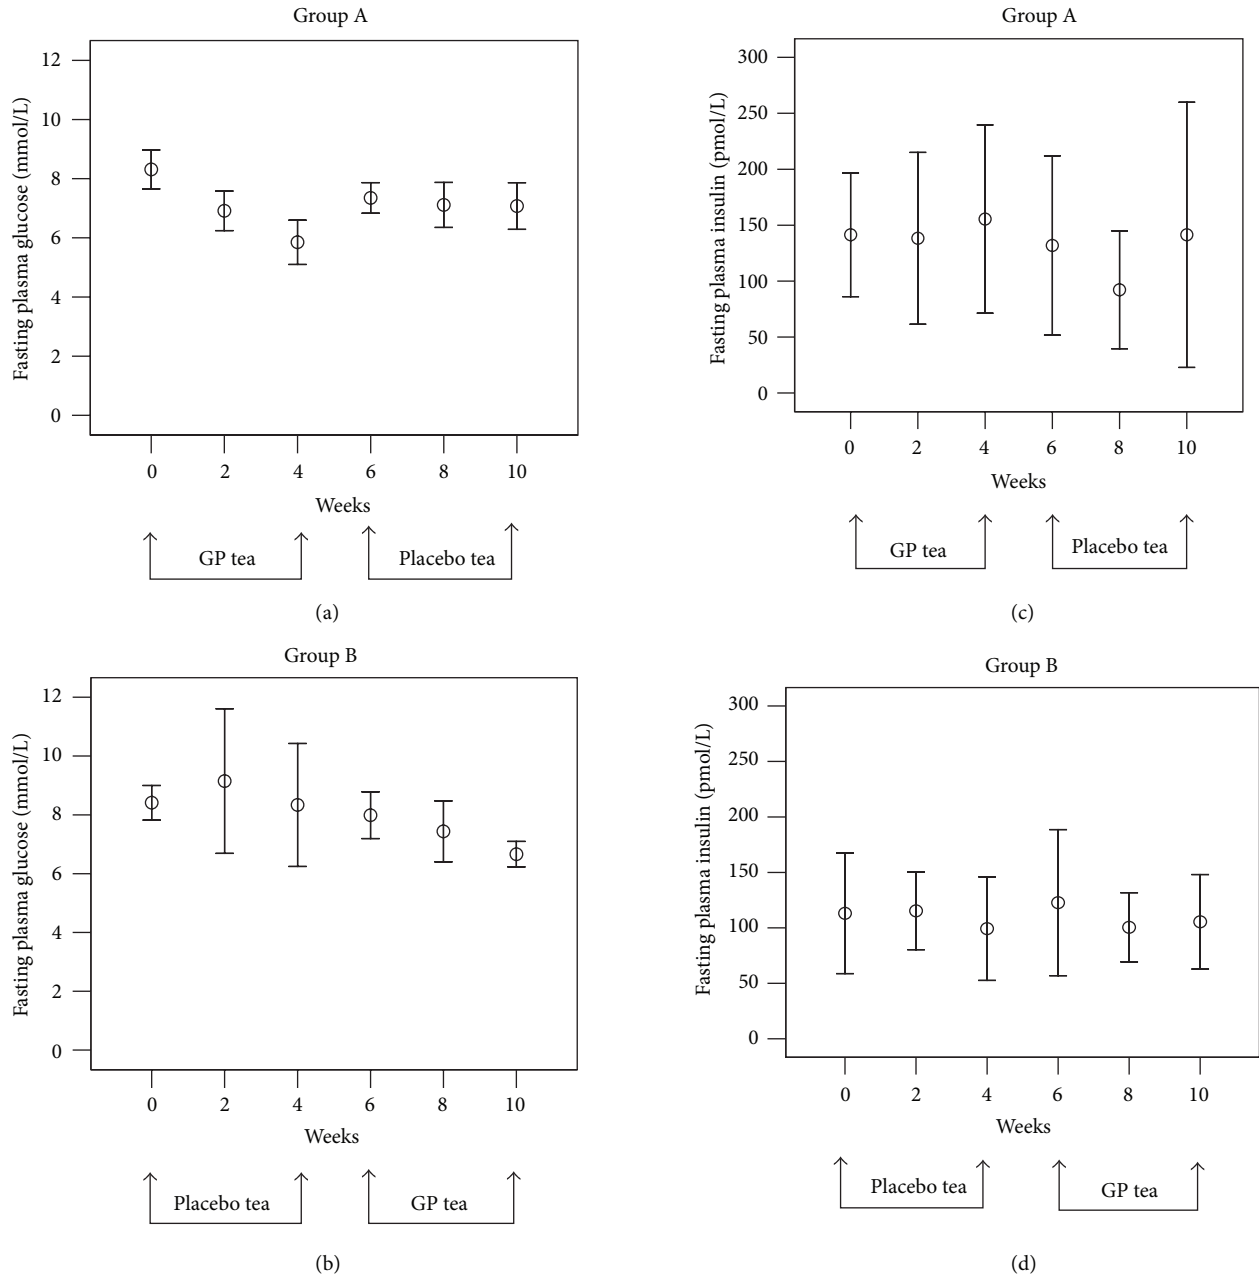 Group A
Fasting plasma glucose (mmol/L)
12
10
8
6
4
2
0
0 2 4 6 8 10
Weeks
GP tea
Placebo tea
(a)
Group A
Fasting plasma insulin (pmol/L)
300
250
200
150
100
50
0
0 2 4 6 8 10
Weeks
GP tea
Placebo tea
(c)
Group B
Fasting plasma glucose (mmol/L)
12
10
8
6
4
2
0
0 2 4 6 8 10
Weeks
Placebo tea
GP tea
(b)
Group B
Fasting plasma insulin (pmol/L)
300
250
200
150
100
50
0
0 2 4 6 8 10
Weeks
Placebo tea
GP tea
(d)